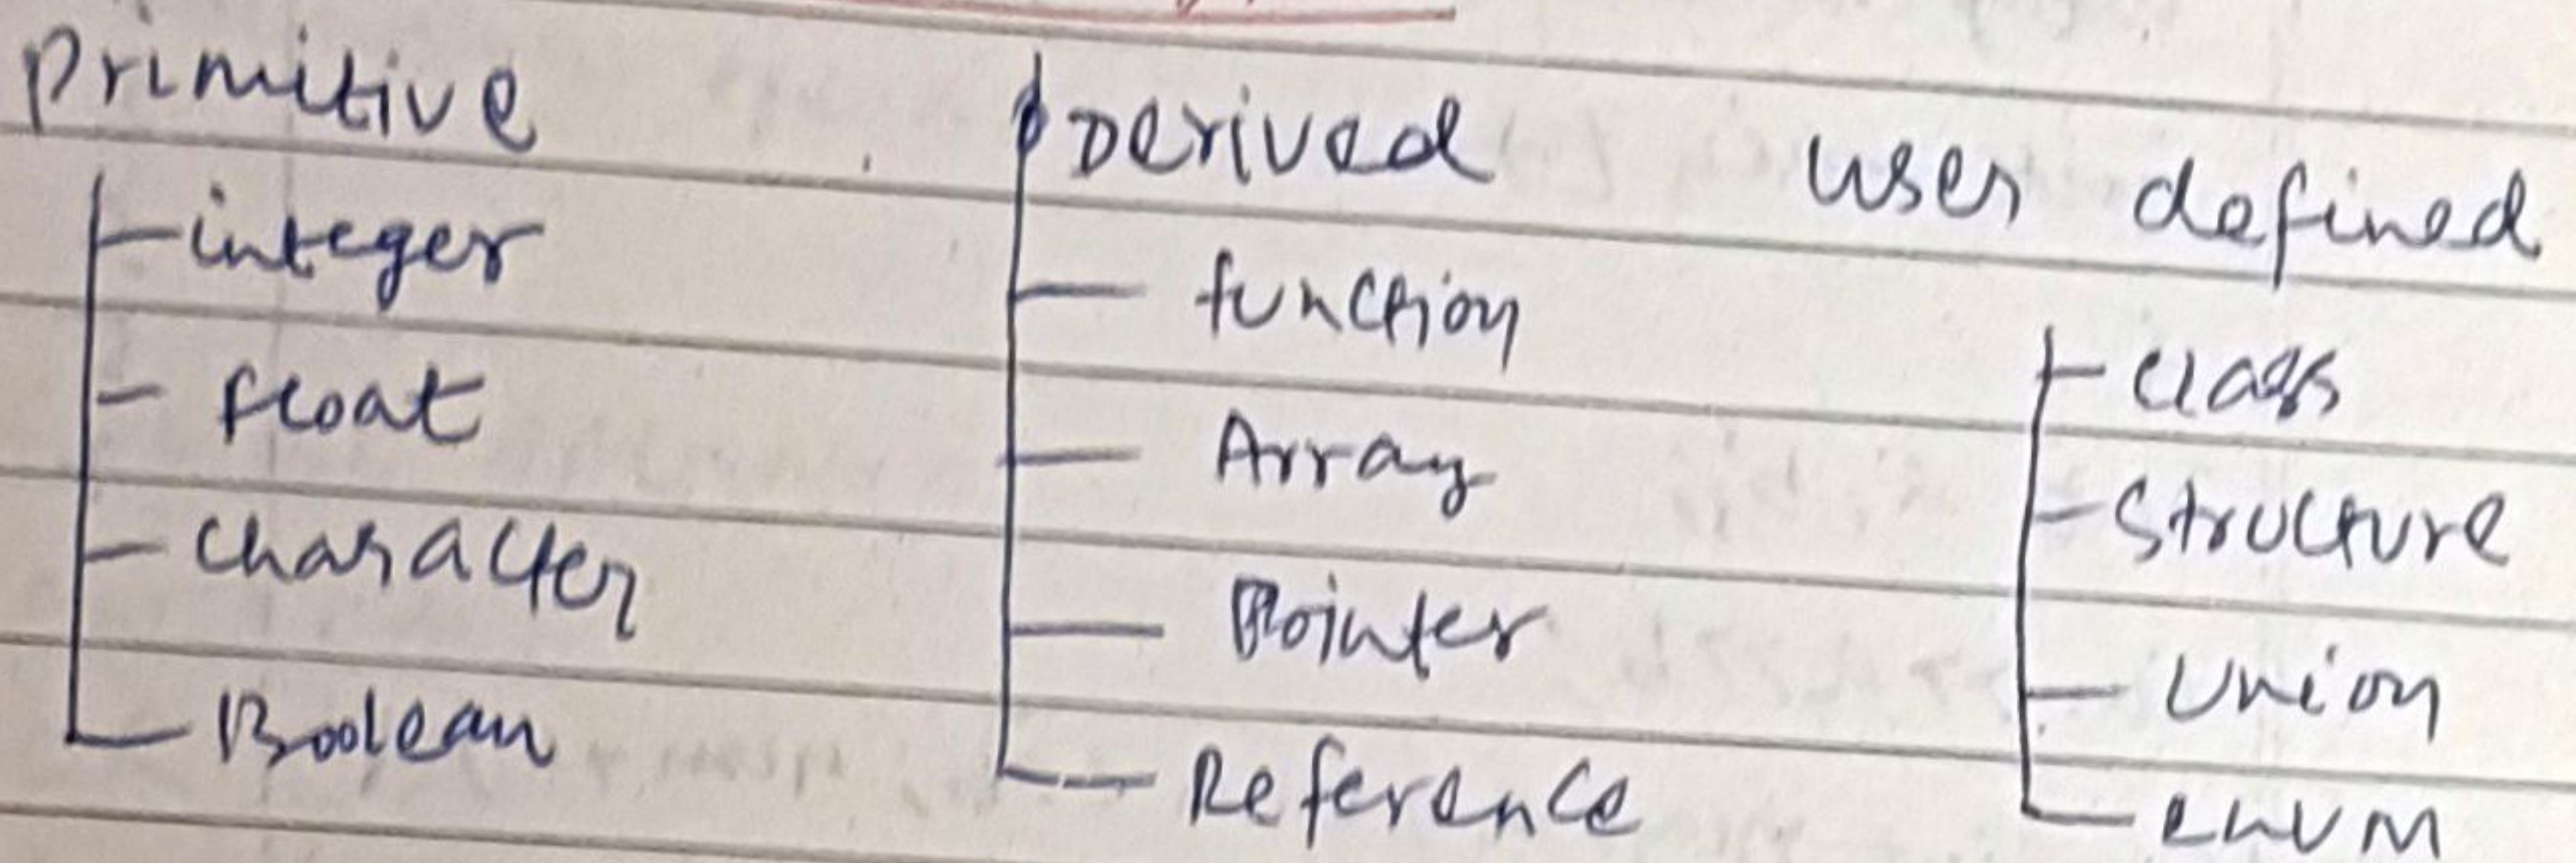 Primitive
integer
float
character
Boolean
Derived
function
Array
Pointer
Reference
user defined
class
Structure
Union
enum